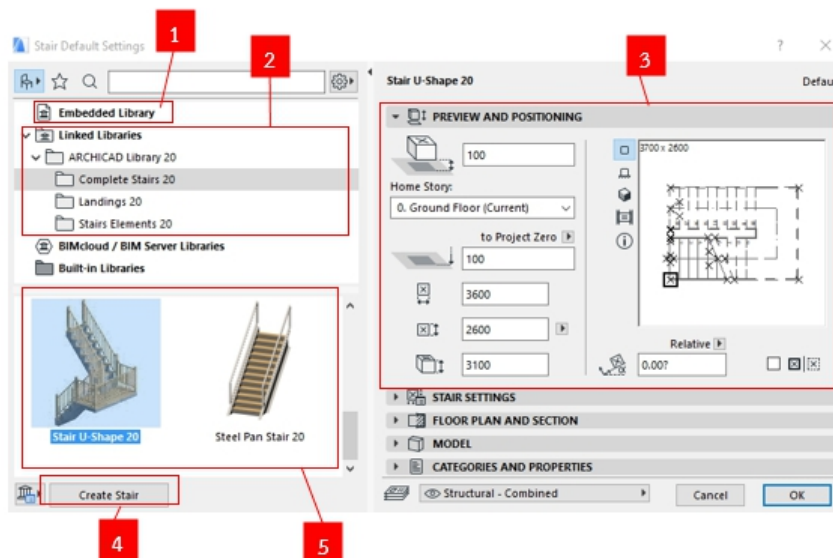 1
2
3
Stair Default Settings
?
Embedded Library
Linked Libraries
ARCHICAD Library 20
Complete Stairs 20
Landings 20
Stairs Elements 20
BIMcloud / BIM Server Libraries
Built-in Libraries
Stair U-Shape 20
Steel Pan Stair 20
Create Stair
4
5
Stair U-Shape 20
Defau
PREVIEW AND POSITIONING
100
Home Story:
0. Ground Floor (Current)
to Project Zero
100
3600
2600
3100
3700 x 2600
Relative
0.00?
STAIR SETTINGS
FLOOR PLAN AND SECTION
MODEL
CATEGORIES AND PROPERTIES
Structural - Combined
Cancel
OK